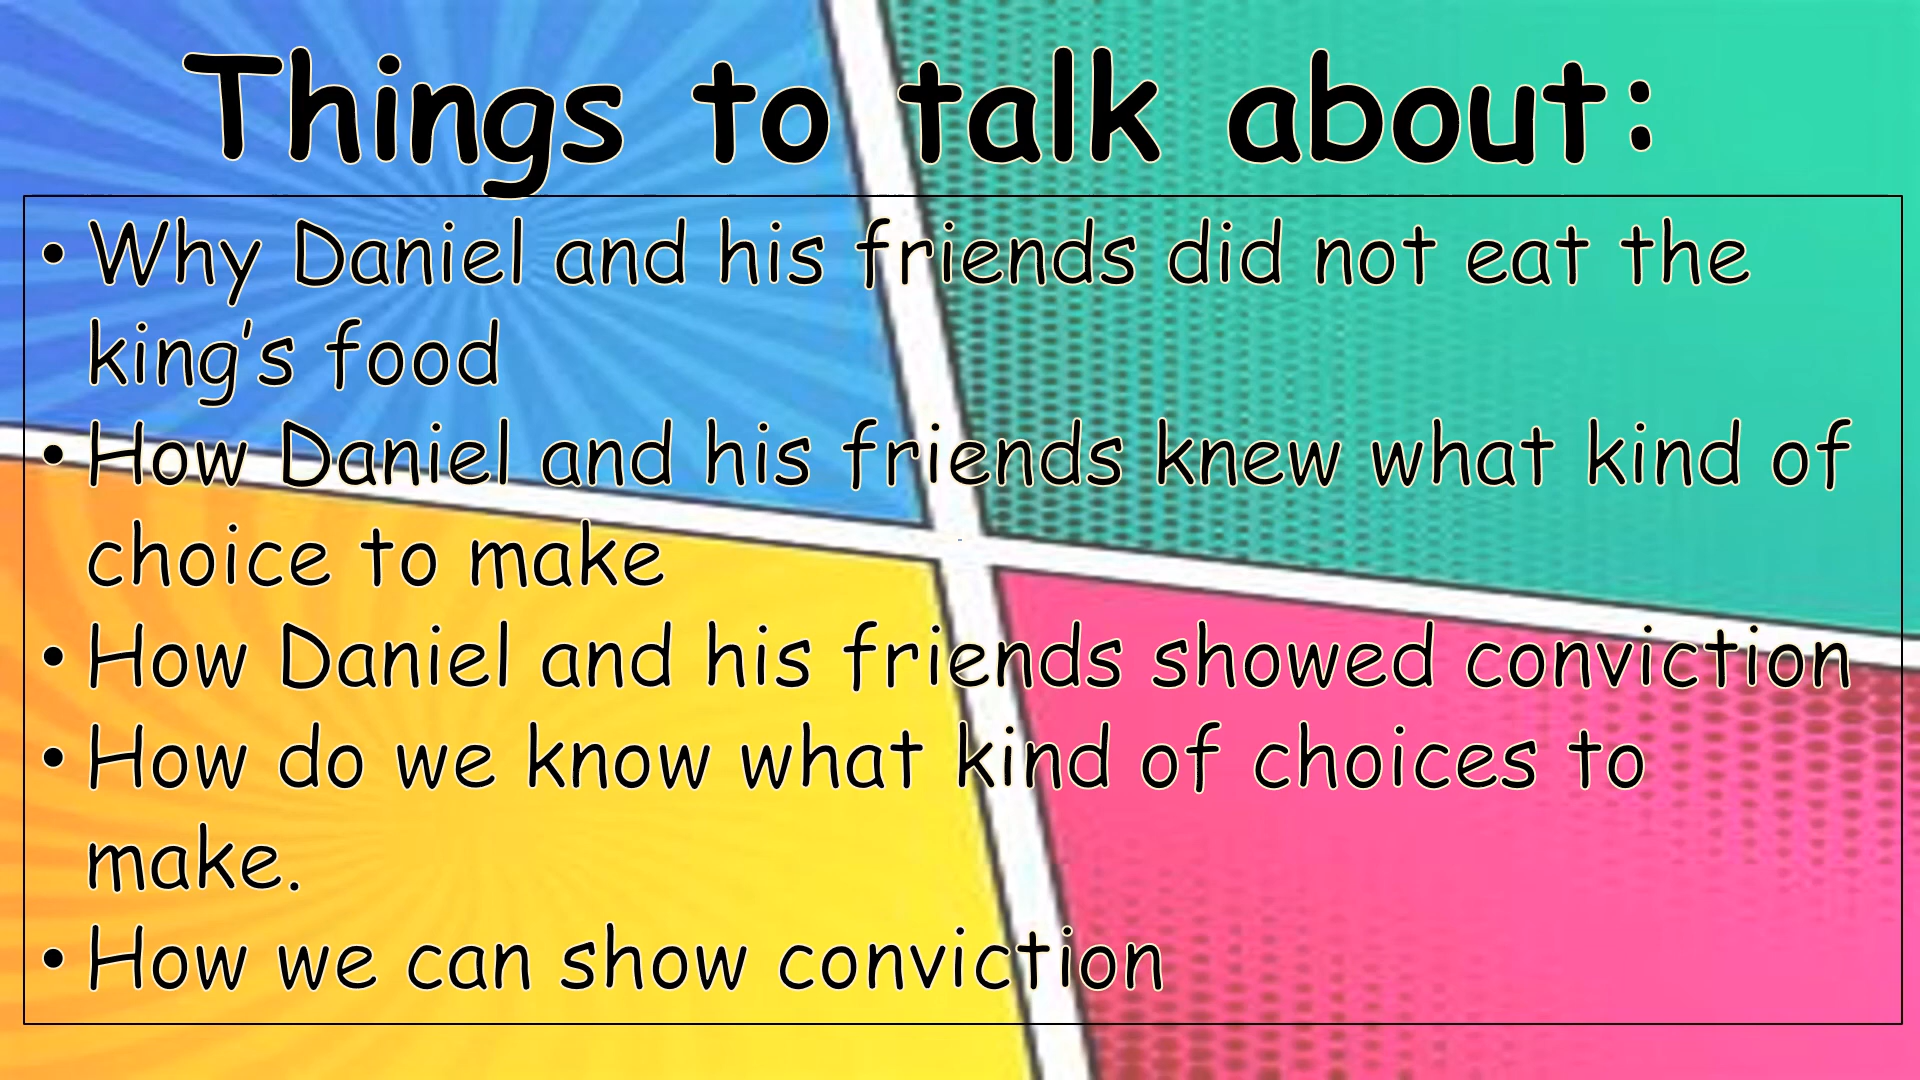 Things to talk about:
• Why Daniel and his friends did not eat the
king’s food
• How Daniel and his friends knew what kind of
choice to make
• How Daniel and his friends showed conviction
• How do we know what kind of choices to
make.
• How we can show conviction